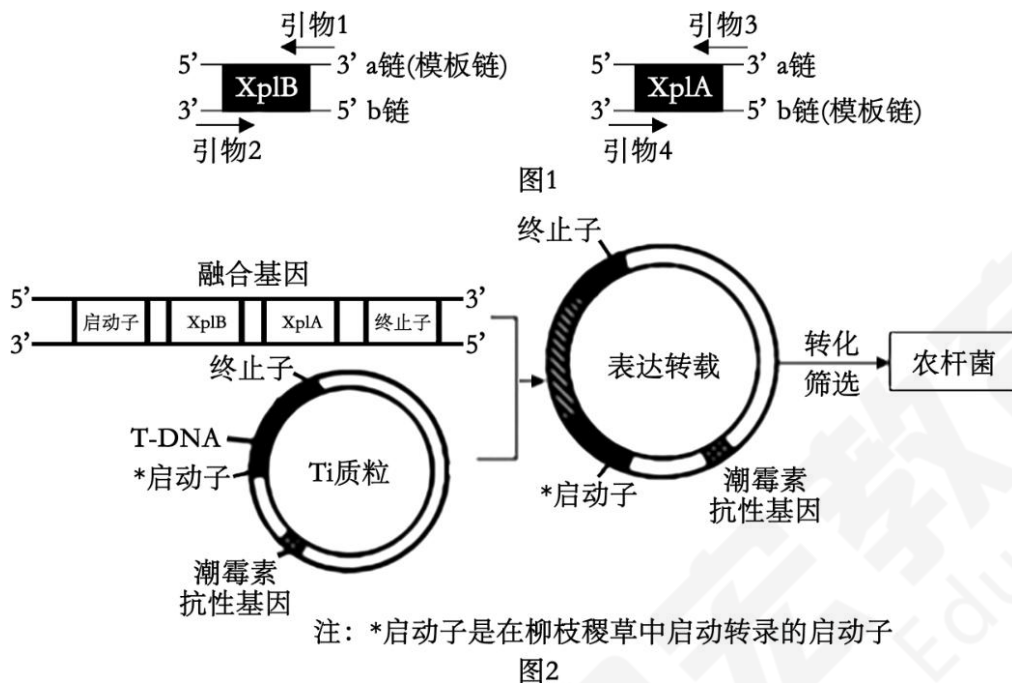 引物1
引物3
5’ 3’ a链(模板链)
XplB
3’ 5’ b链
引物2
5’ 3’ a链
XplA
3’ 5’ b链(模板链)
引物4
图1
融合基因
5’ 3’
启动子 XplB XplA 终止子
3’ 5’
终止子
T-DNA
*启动子
Ti质粒
潮霉素
抗性基因
终止子
表达转载
*启动子
潮霉素
抗性基因
转化
筛选
农杆菌
注：*启动子是在柳枝稷草中启动转录的启动子
图2